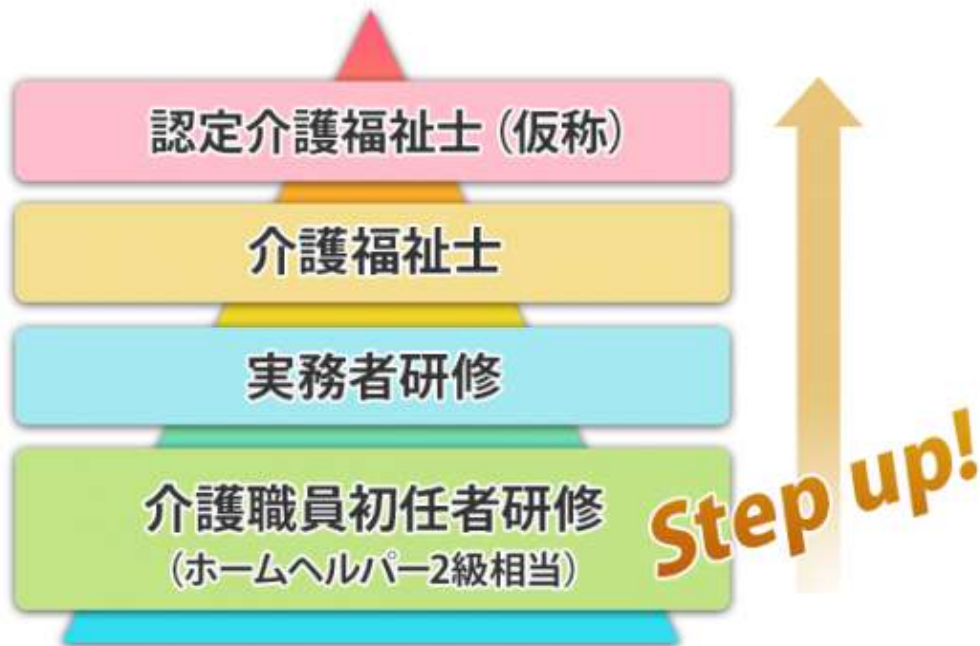 認定介護福祉士（仮称）
介護福祉士
実務者研修
介護職員初任者研修
（ホームヘルパー2級相当）
Step up!